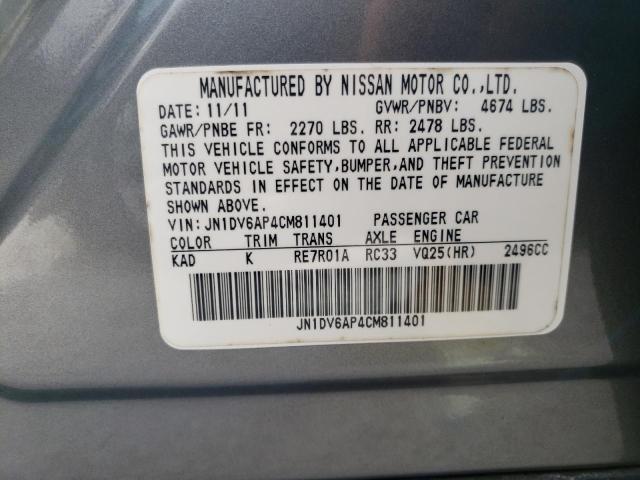 MANUFACTURED BY NISSAN MOTOR CO.,LTD.
DATE: 11/11 GVWR/PNBV: 4674 LBS.
GAWR/PNBE FR: 2270 LBS. RR: 2478 LBS.
THIS VEHICLE CONFORMS TO ALL APPLICABLE FEDERAL
MOTOR VEHICLE SAFETY,BUMPER,AND THEFT PREVENTION
STANDARDS IN EFFECT ON THE DATE OF MANUFACTURE
SHOWN ABOVE.
VIN: JN1DV6AP4CM811401 PASSENGER CAR
COLOR TRIM TRANS AXLE ENGINE
KAD K RE7R01A RC33 VQ25(HR) 2496CC
JN1DV6AP4CM811401